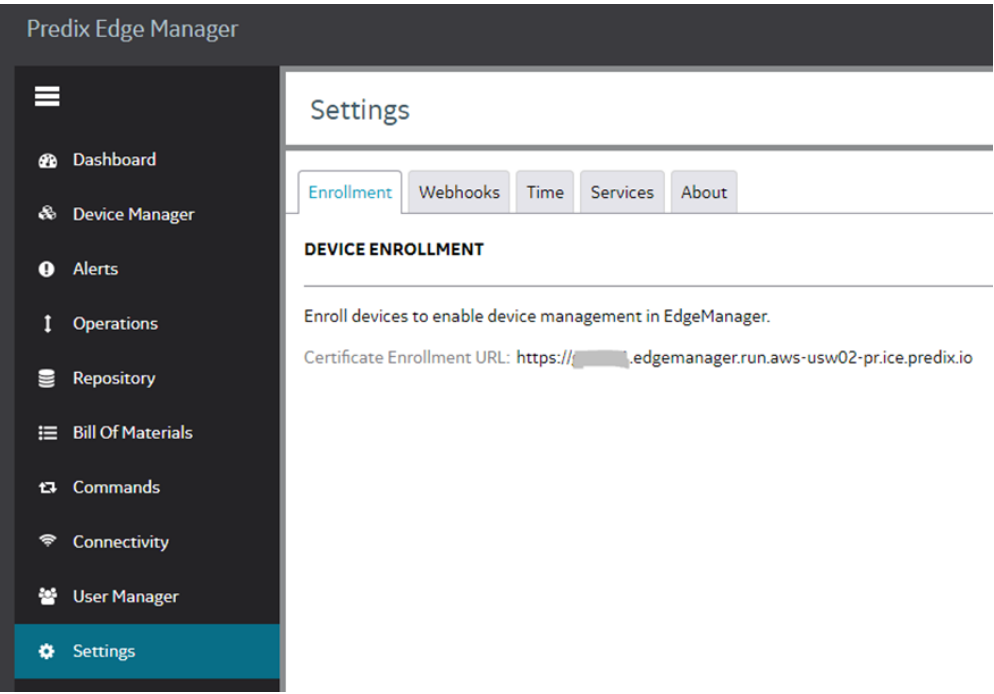 Predix Edge Manager
Settings
Dashboard
Device Manager
Alerts
Operations
Repository
Bill Of Materials
Commands
Connectivity
User Manager
Settings
Enrollment Webhooks Time Services About
DEVICE ENROLLMENT
Enroll devices to enable device management in EdgeManager.
Certificate Enrollment URL: https:// .edgemanager.run.aws-usw02-pr.ice.predix.io